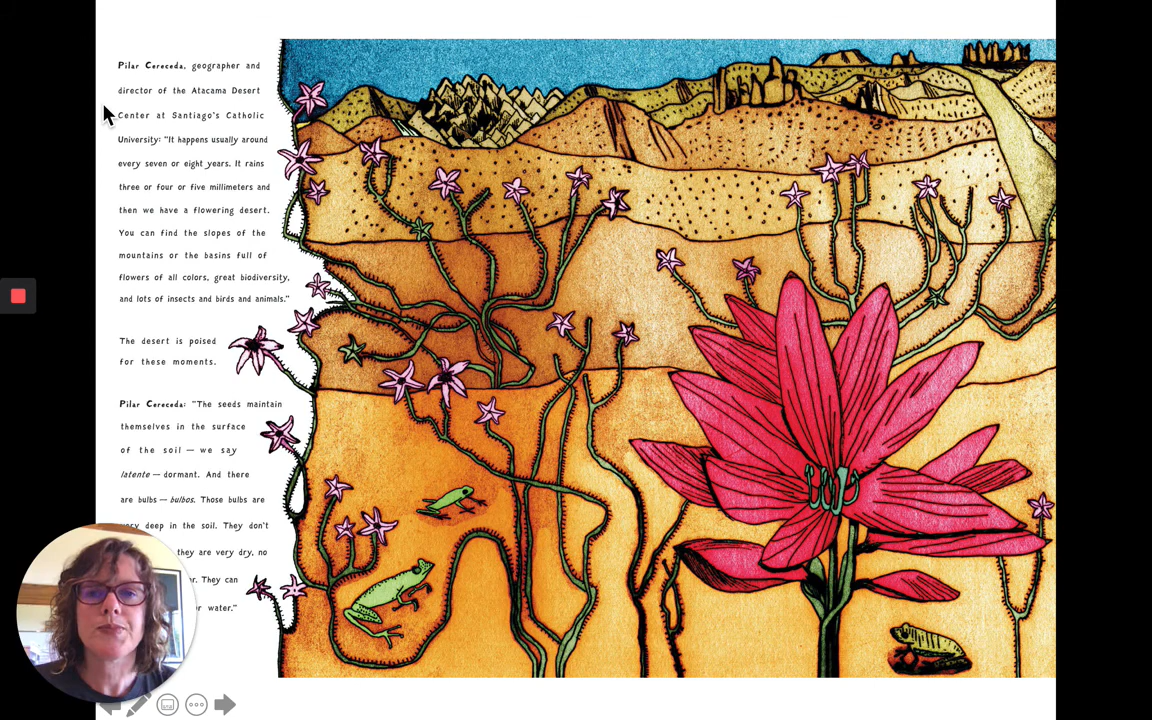 Pilar Cereceda, geographer and
director of the Atacama Desert
Center at Santiago's Catholic
University: "It happens usually around
every seven or eight years. It rains
three or four or five millimeters and
then we have a flowering desert.
You can find the slopes of the
mountains or the basins full of
flowers of all colors, great biodiversity,
and lots of insects and birds and animals."
The desert is poised
for these moments.
Pilar Cereceda: "The seeds maintain
themselves in the surface
of the soil — we say
latente — dormant. And there
are bulbs — bulbos. Those bulbs are
very deep in the soil. They don't
they are very dry, no
They can
water."